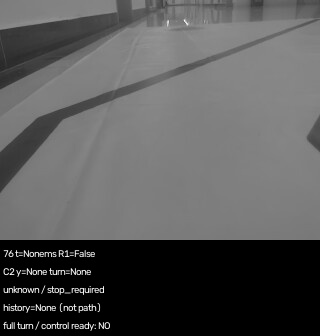 76 t=Nonems R1=False
C2 y=None turn=None
unknown / stop_required
history=None (not path)
full turn / control ready: NO